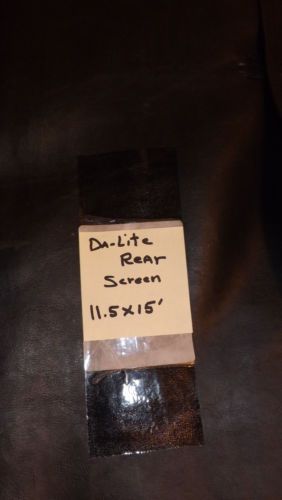 Da-Lite
Rear
Screen
11.5x15'